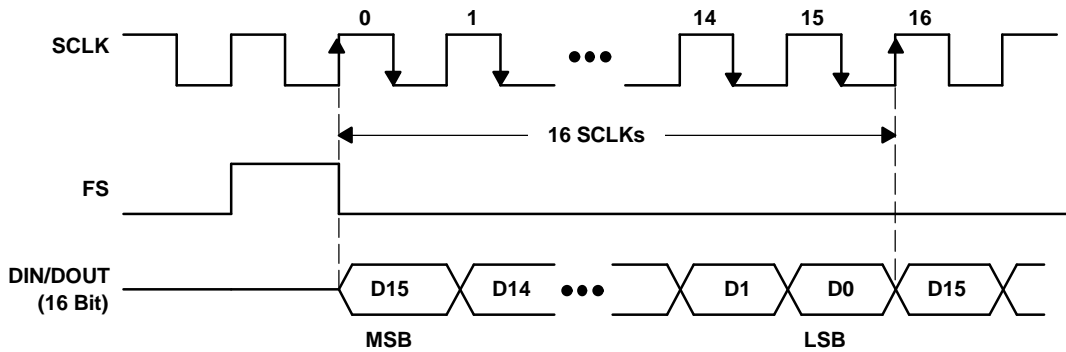 0 1 14 15 16
SCLK
16 SCLKs
FS
DIN/DOUT
(16 Bit)
D15 D14 D1 D0 D15
MSB LSB